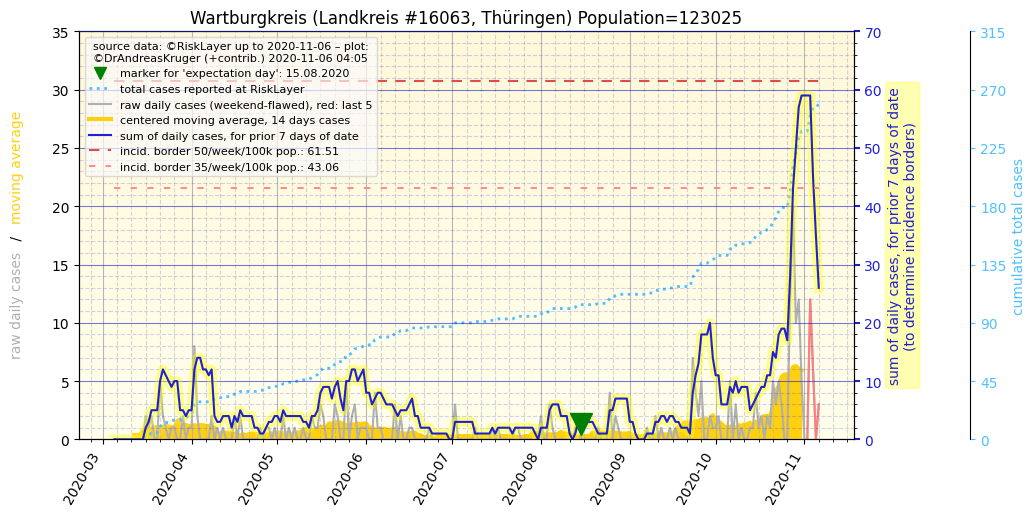 Wartburgkreis (Landkreis #16063, Thüringen) Population=123025
source data: ©RiskLayer up to 2020-11-06 – plot:
©DrAndreasKruger (+contrib.) 2020-11-06 04:05
marker for 'expectation day': 15.08.2020
total cases reported at RiskLayer
raw daily cases (weekend-flawed), red: last 5
centered moving average, 14 days cases
sum of daily cases, for prior 7 days of date
incid. border 50/week/100k pop.: 61.51
incid. border 35/week/100k pop.: 43.06
raw daily cases / moving average
35
30
25
20
15
10
5
0
2020-03
2020-04
2020-05
2020-06
2020-07
2020-08
2020-09
2020-10
2020-11
70
60
50
40
30
20
10
0
sum of daily cases, for prior 7 days of date
(to determine incidence borders)
315
270
225
180
135
90
45
0
cumulative total cases